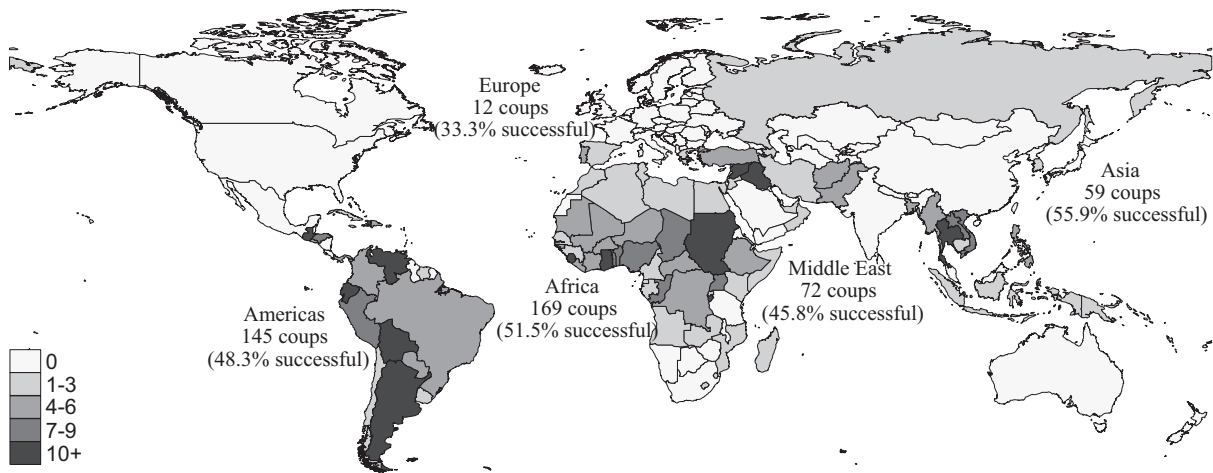 Europe
12 coups
(33.3% successful)
Asia
59 coups
(55.9% successful)
Middle East
72 coups
(45.8% successful)
Africa
169 coups
(51.5% successful)
Americas
145 coups
(48.3% successful)
0
1-3
4-6
7-9
10+